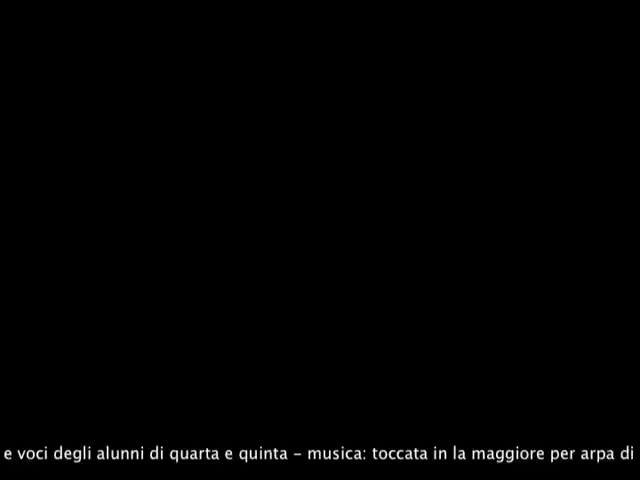 e voci degli alunni di quarta e quinta – musica: toccata in la maggiore per arpa di